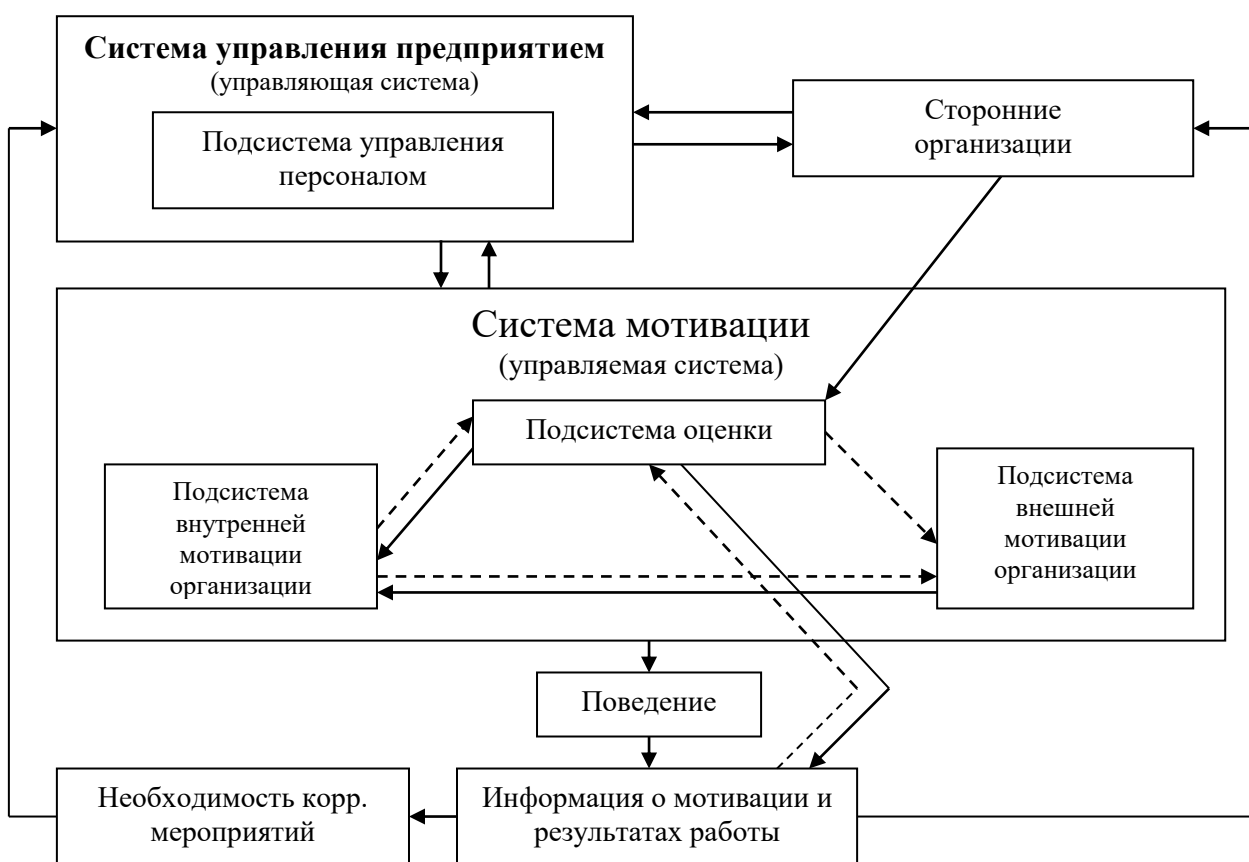 Система управления предприятием
(управляющая система)
Подсистема управления
персоналом
Сторонние
организации
Система мотивации
(управляемая система)
Подсистема оценки
Подсистема
внутренней
мотивации
организации
Подсистема
внешней
мотивации
организации
Поведение
Необходимость корр.
мероприятий
Информация о мотивации и
результатах работы